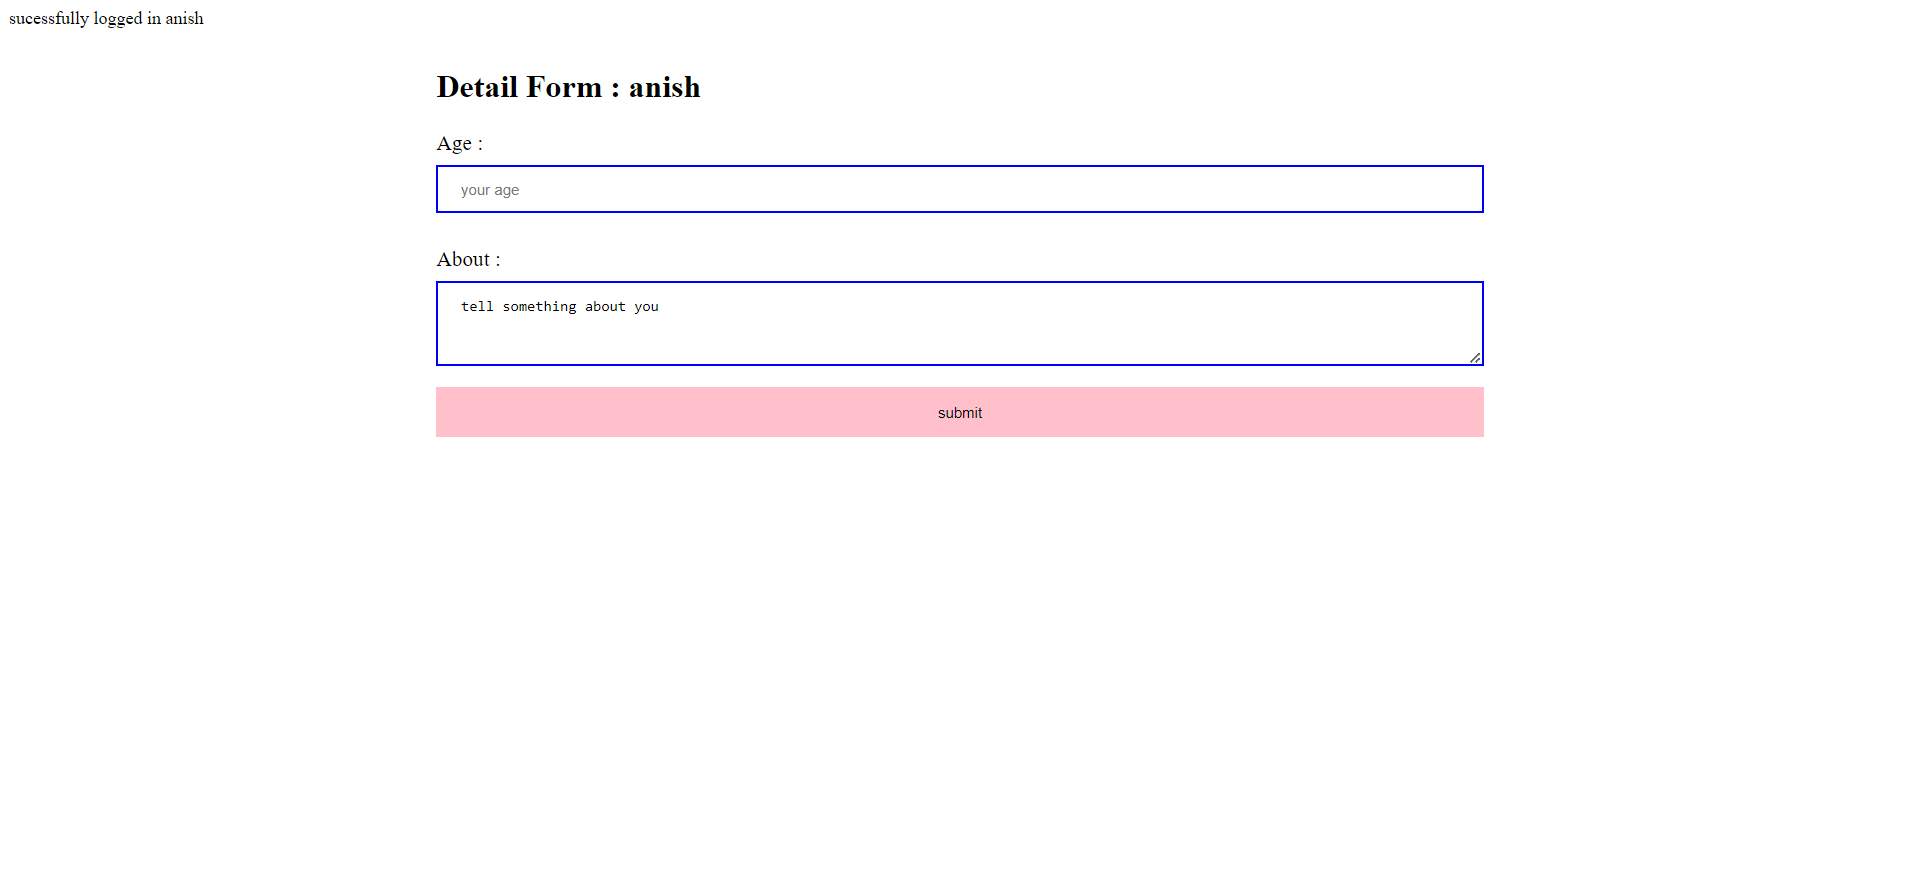 sucessfully logged in anish
Detail Form : anish
Age :
your age
About :
tell something about you
submit